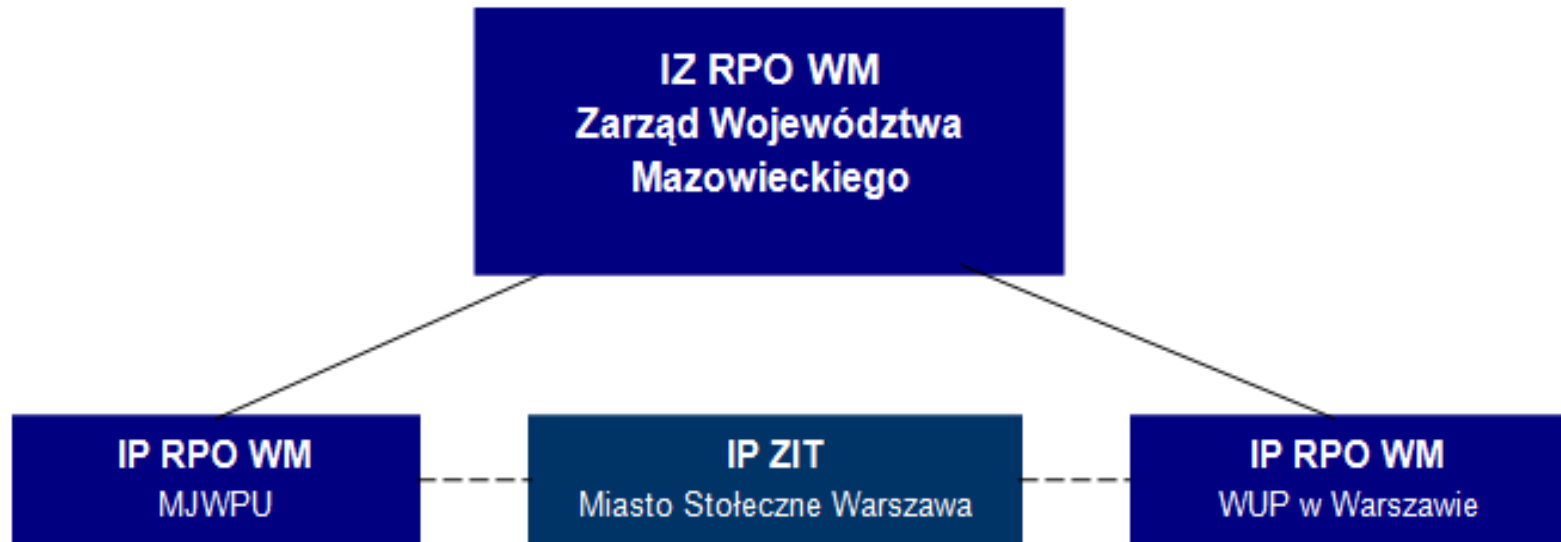 IZ RPO WM
Zarząd Województwa
Mazowieckiego
IP RPO WM
MJWPU
IP ZIT
Miasto Stołeczne Warszawa
IP RPO WM
WUP w Warszawie